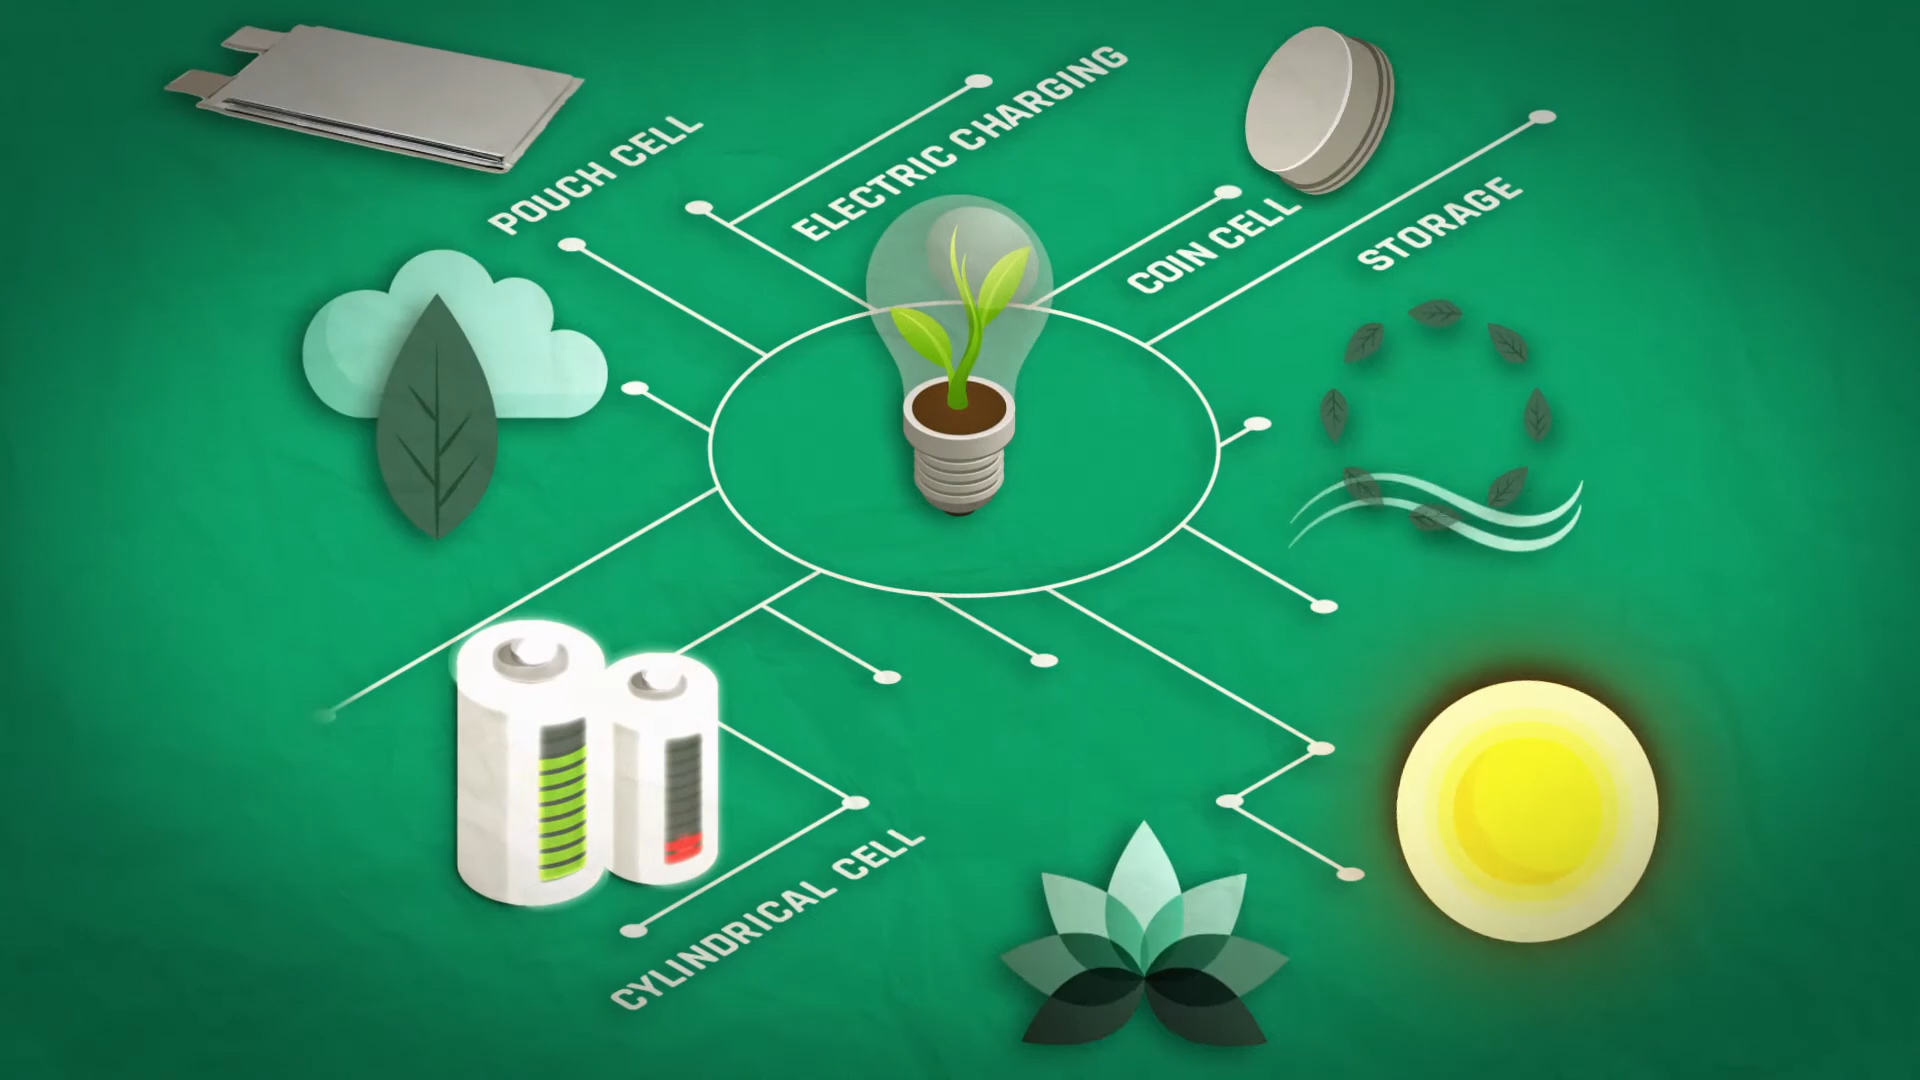 POUCH CELL
ELECTRIC CHARGING
COIN CELL
STORAGE
CYLINDRICAL CELL